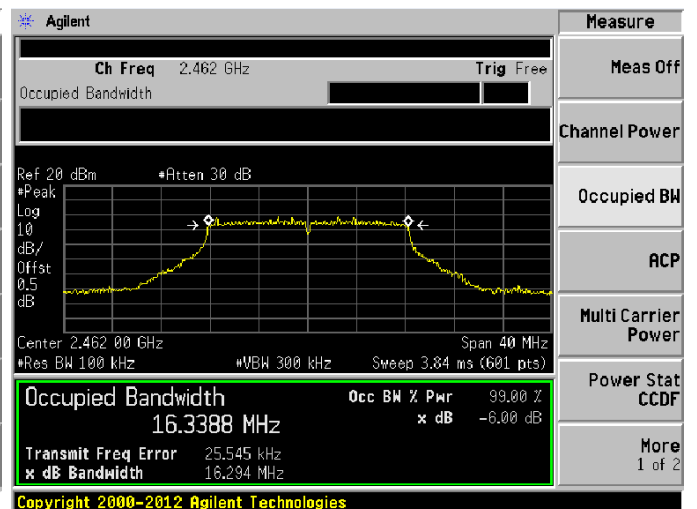 Agilent
Measure
Ch Freq 2.462 GHz Trig Free
Occupied Bandwidth
Meas Off
Channel Power
Occupied BW
ACP
Multi Carrier
Power
Power Stat
CCDF
More
1 of 2
Ref 20 dBm #Atten 30 dB
#Peak
Log
10
dB/
Offst
0.5
dB
Center 2.462 00 GHz Span 40 MHz
#Res BW 100 kHz #VBW 300 kHz Sweep 3.84 ms (601 pts)
Occupied Bandwidth Occ BW % Pwr 99.00 %
16.3388 MHz x dB -6.00 dB
Transmit Freq Error 25.545 kHz
x dB Bandwidth 16.294 MHz
Copyright 2000-2012 Agilent Technologies